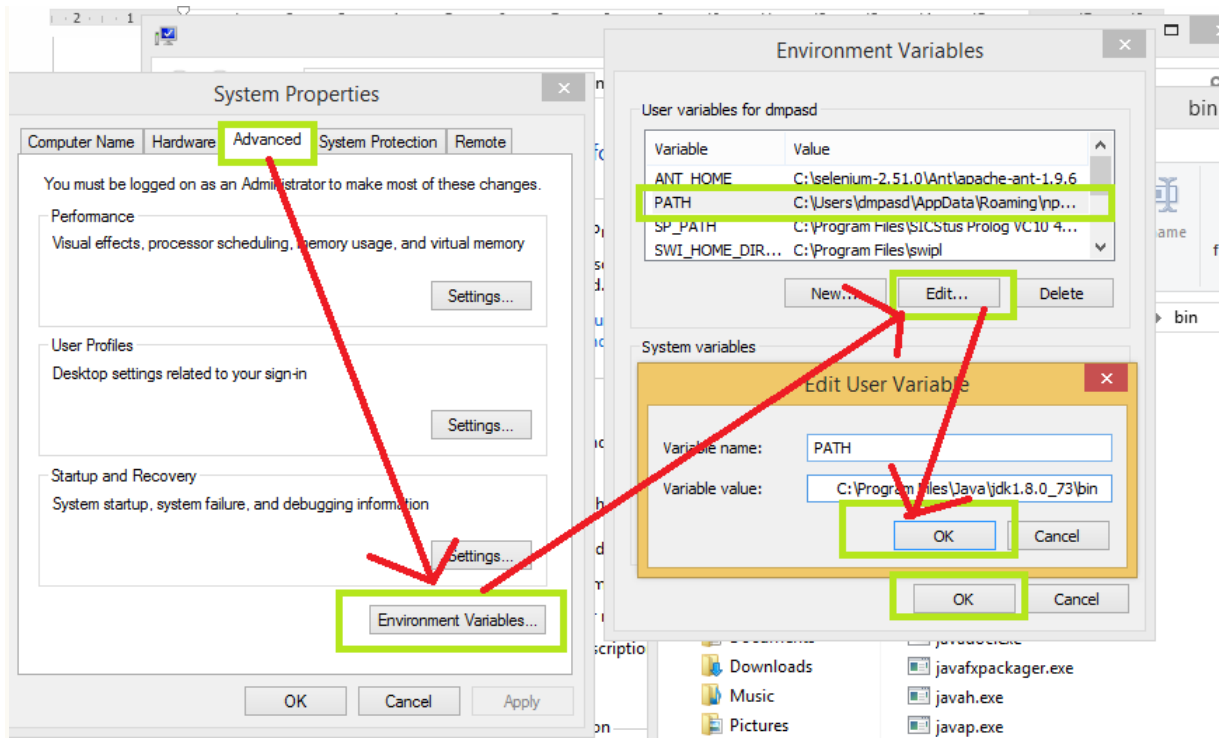 2 1
System Properties
Computer Name Hardware Advanced System Protection Remote
You must be logged on as an Administrator to make most of these changes.
Performance
Visual effects, processor scheduling, memory usage, and virtual memory
Settings...
User Profiles
Desktop settings related to your sign-in
Settings...
Startup and Recovery
System startup, system failure, and debugging information
Settings...
Environment Variables...
OK Cancel Apply
Environment Variables
User variables for dmpasd
Variable Value
ANT_HOME C:\selenium-2.51.0\Ant\apache-ant-1.9.6
PATH C:\Users\dmpasd\AppData\Roaming\np...
SP_PATH C:\Program Files\SICStus Prolog VC10 4...
SWI_HOME_DIR... C:\Program Files\swipl
New... Edit... Delete
System variables
Edit User Variable
Variable name: PATH
Variable value: C:\Program Files\Java\jdk1.8.0_73\bin
OK Cancel
OK Cancel
bin
bin
Documents
Downloads
Music
Pictures
javadoc.exe
javafxpackager.exe
javah.exe
javap.exe